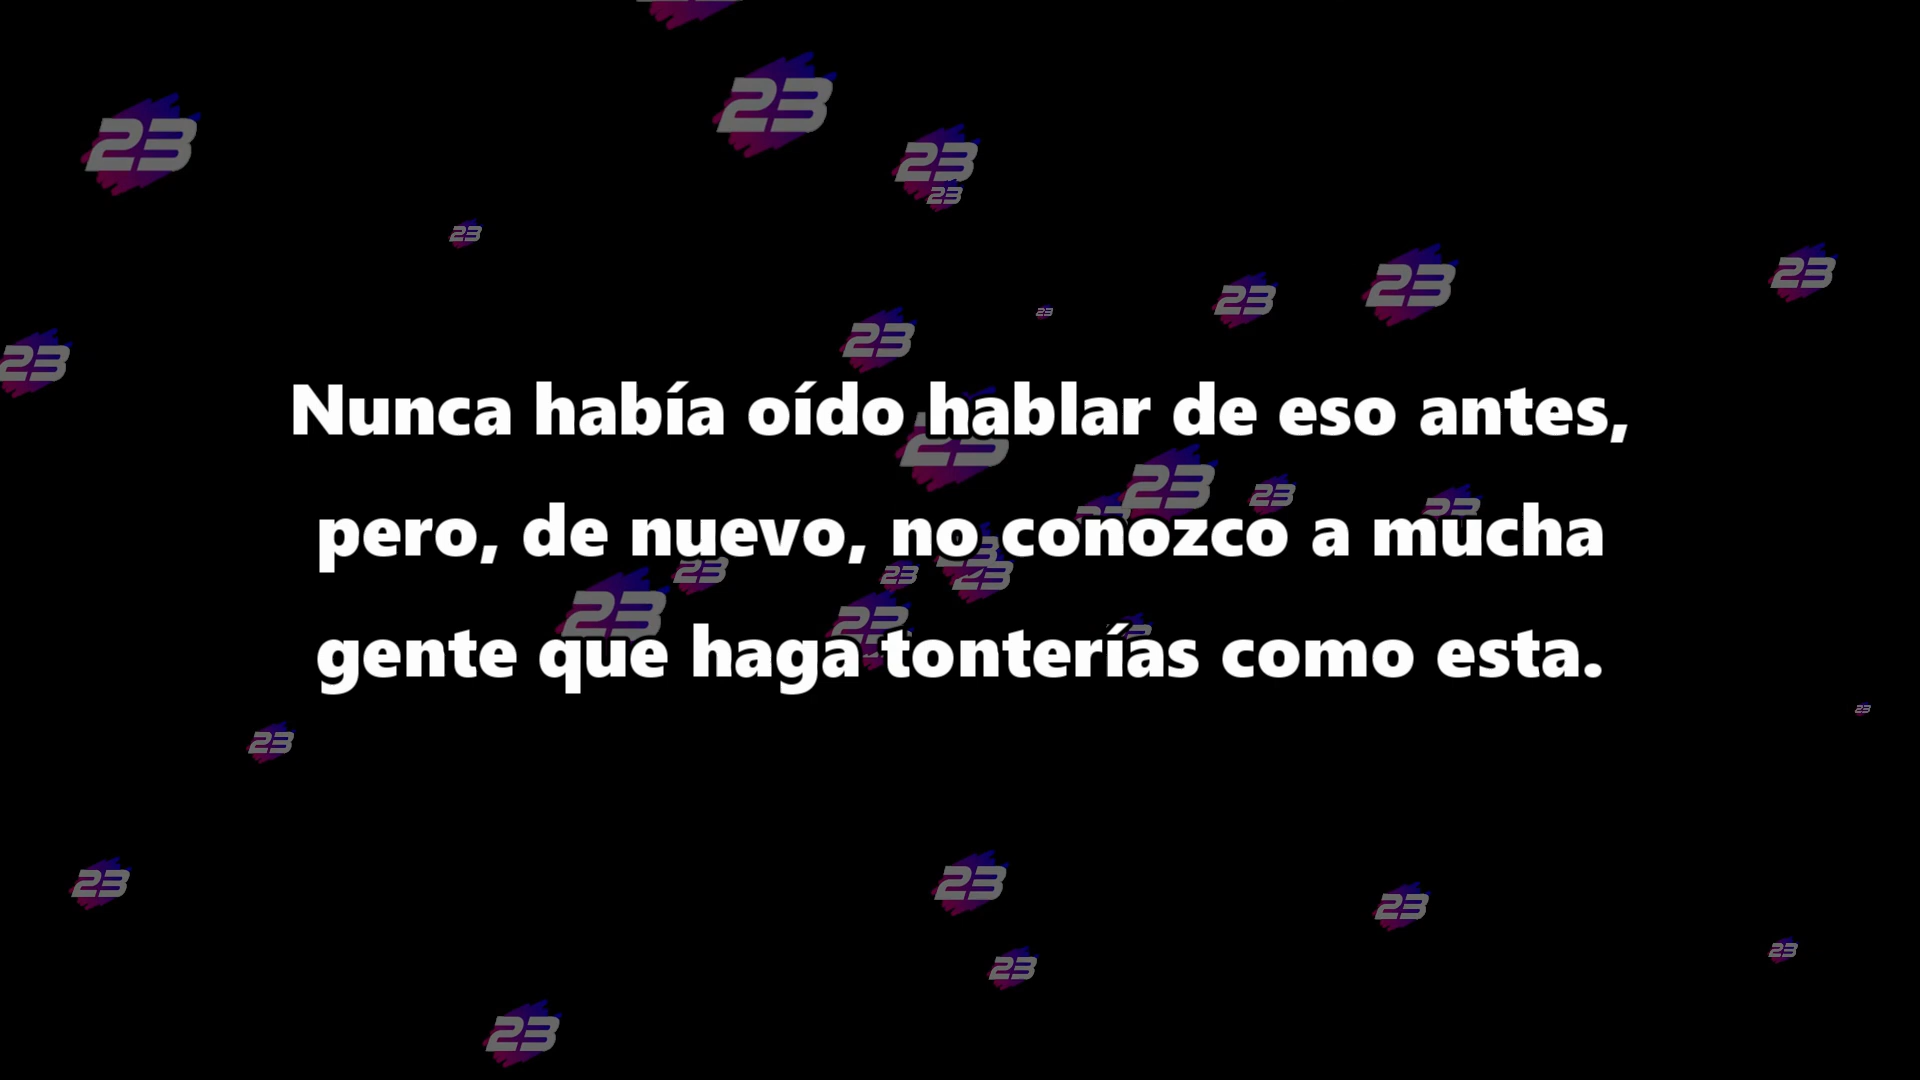 Nunca había oído hablar de eso antes,
pero, de nuevo, no conozco a mucha
gente que haga tonterías como esta.